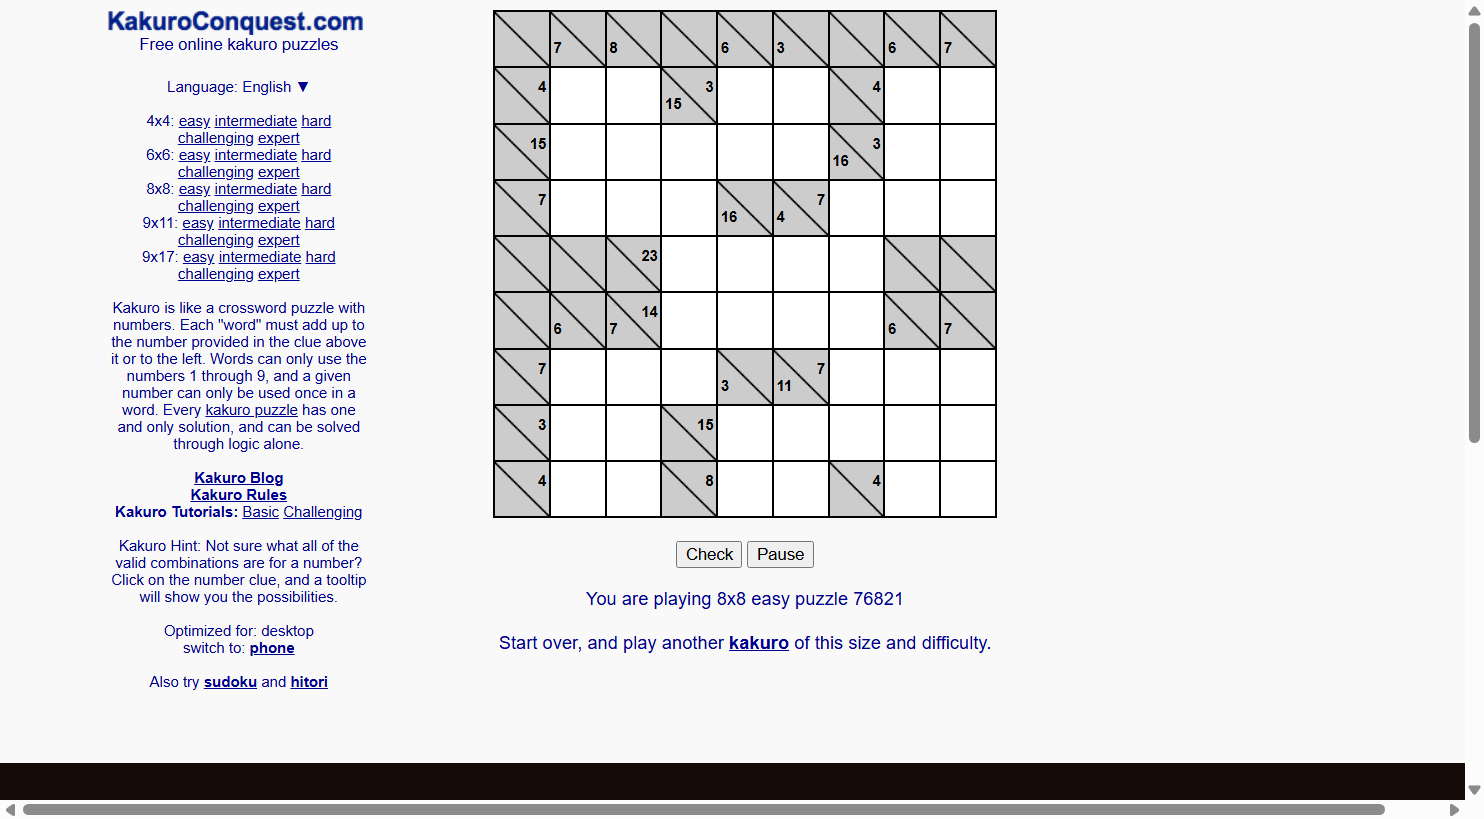 KakuroConquest.com
Free online kakuro puzzles
Language: English ▼
4x4: easy intermediate hard
challenging expert
6x6: easy intermediate hard
challenging expert
8x8: easy intermediate hard
challenging expert
9x11: easy intermediate hard
challenging expert
9x17: easy intermediate hard
challenging expert
Kakuro is like a crossword puzzle with
numbers. Each "word" must add up to
the number provided in the clue above
it or to the left. Words can only use the
numbers 1 through 9, and a given
number can only be used once in a
word. Every kakuro puzzle has one
and only solution, and can be solved
through logic alone.
Kakuro Blog
Kakuro Rules
Kakuro Tutorials: Basic Challenging
Kakuro Hint: Not sure what all of the
valid combinations are for a number?
Click on the number clue, and a tooltip
will show you the possibilities.
Optimized for: desktop
switch to: phone
Also try sudoku and hitori
7 8 6 3 6 7
4 3 15 4
15 3 16
7 16 7 4
23
6 14 7 6 7
7 3 7 11
3 15
4 8 4
Check Pause
You are playing 8x8 easy puzzle 76821
Start over, and play another kakuro of this size and difficulty.